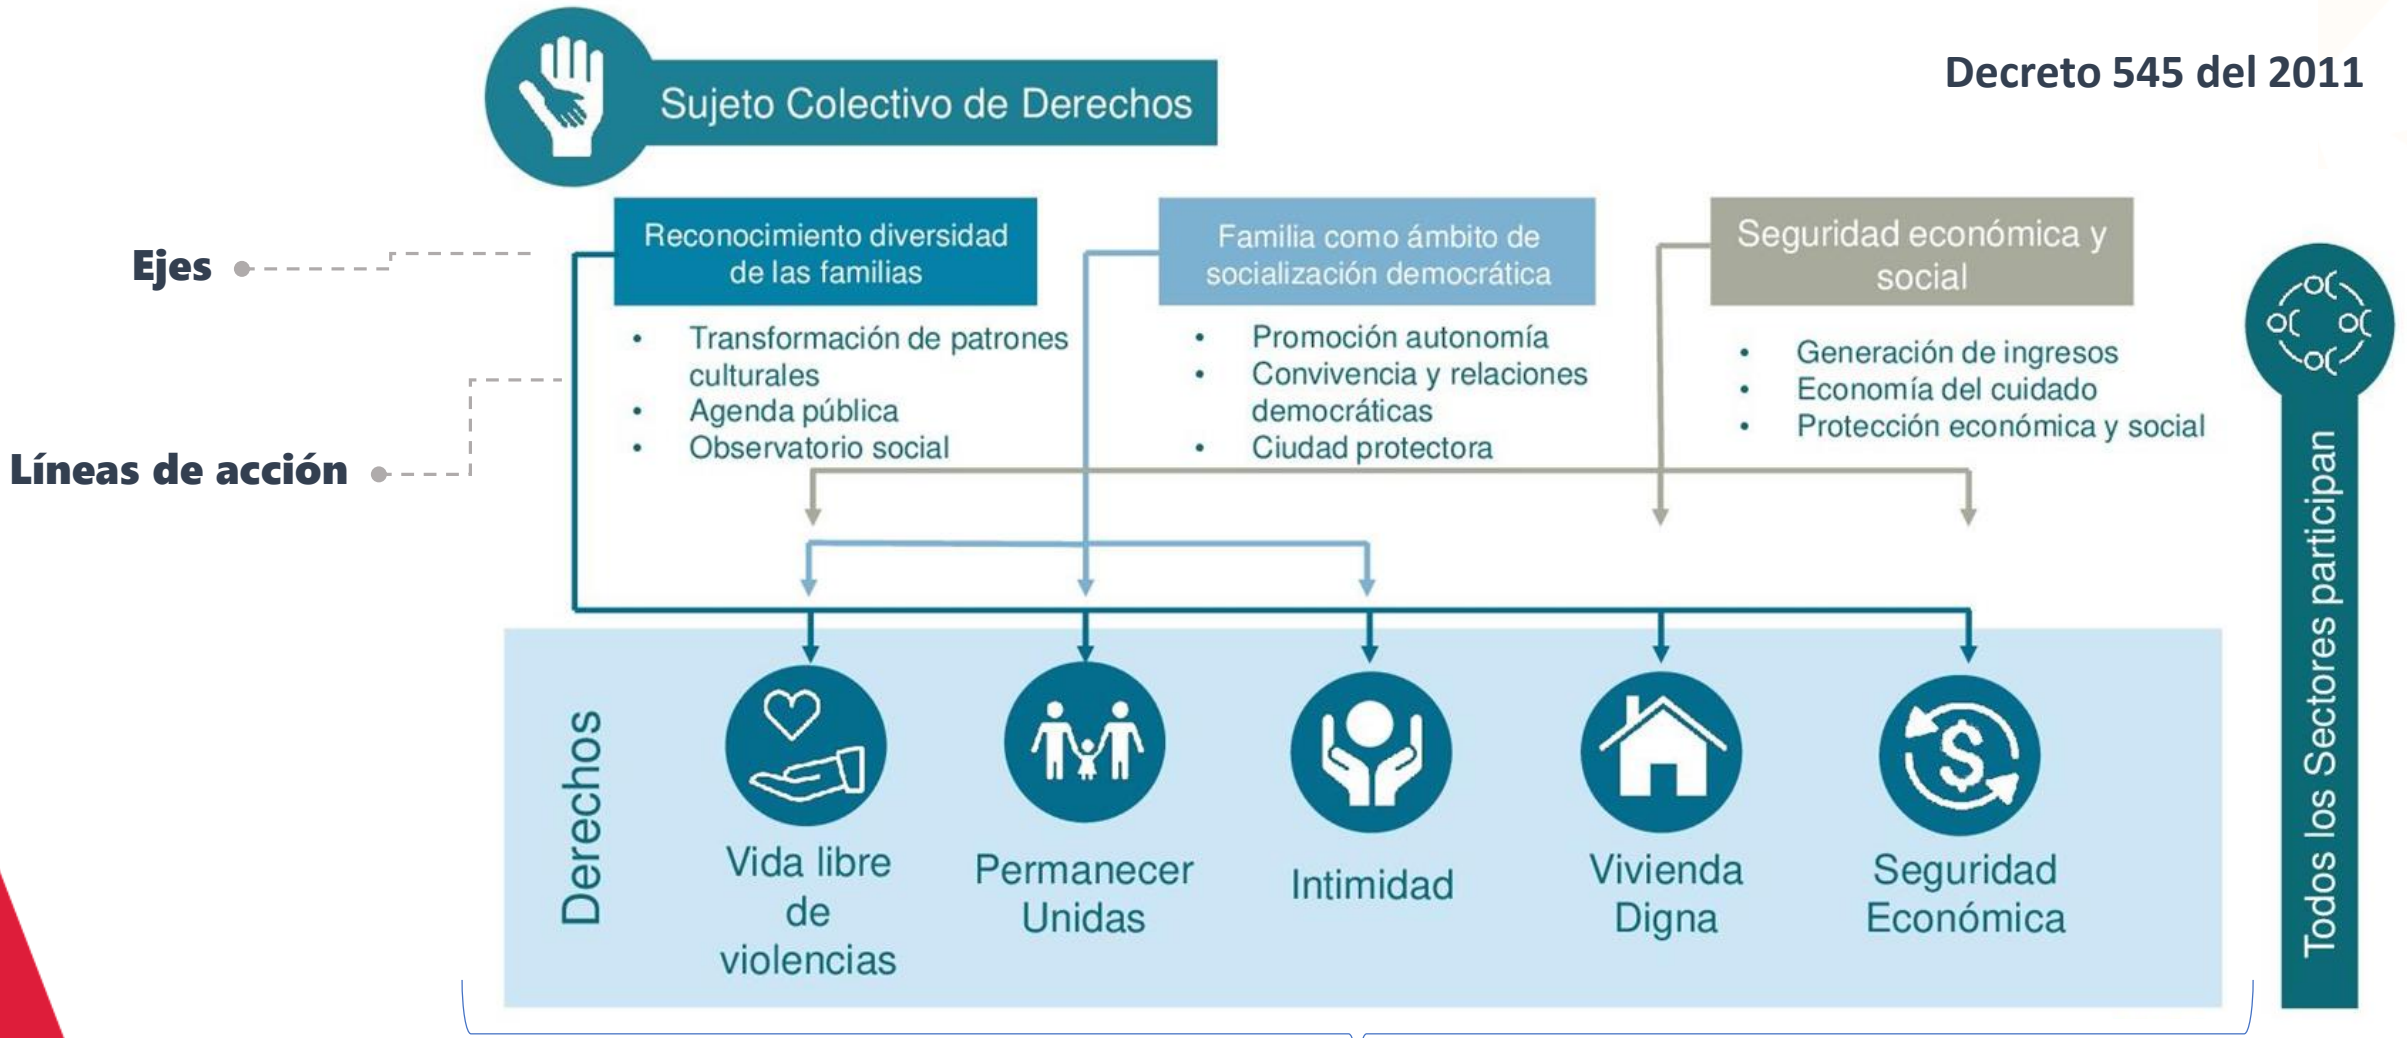 Decreto 545 del 2011
Sujeto Colectivo de Derechos
Ejes
Líneas de acción
Reconocimiento diversidad
de las familias
• Transformación de patrones
culturales
• Agenda pública
• Observatorio social
Familia como ámbito de
socialización democrática
• Promoción autonomía
• Convivencia y relaciones
democráticas
• Ciudad protectora
Seguridad económica y
social
• Generación de ingresos
• Economía del cuidado
• Protección económica y social
Derechos
Vida libre
de
violencias
Permanecer
Unidas
Intimidad
Vivienda
Digna
$
Seguridad
Económica
Todos los Sectores participan